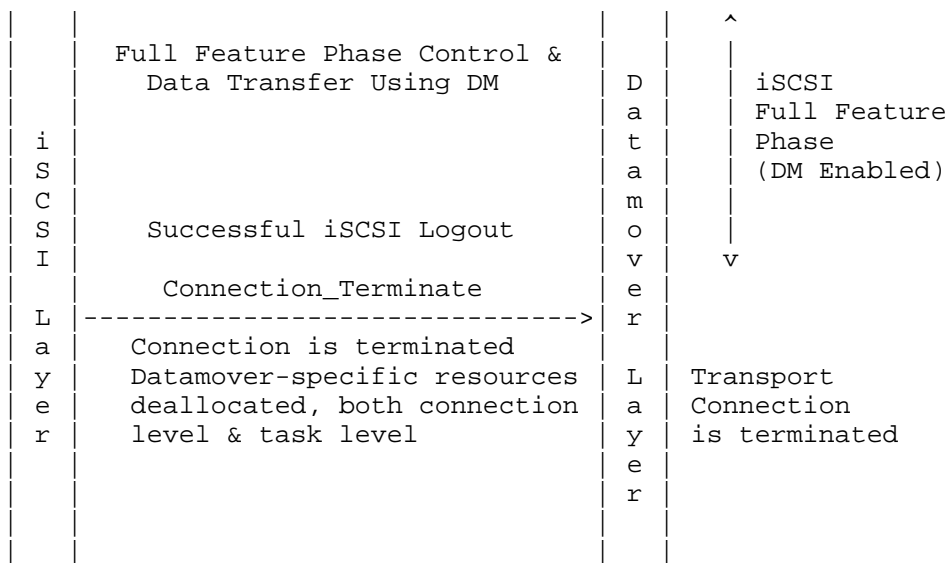 |   |                                |   |   ^
|   |  Full Feature Phase Control &  |   |   |
|   |    Data Transfer Using DM      | D |   | iSCSI
|   |                                | a |   | Full Feature
| i |                                | t |   | Phase
| S |                                | a |   | (DM Enabled)
| C |                                | m |   |
| S |    Successful iSCSI Logout     | o |   |
| I |                                | v |   v
|   |     Connection_Terminate       | e |
| L |------------------------------->| r |
| a |   Connection is terminated     |   |
| y |   Datamover-specific resources | L | Transport
| e |   deallocated, both connection | a | Connection
| r |   level & task level           | y | is terminated
|   |                                | e |
|   |                                | r |
|   |                                |   |
|   |                                |   |